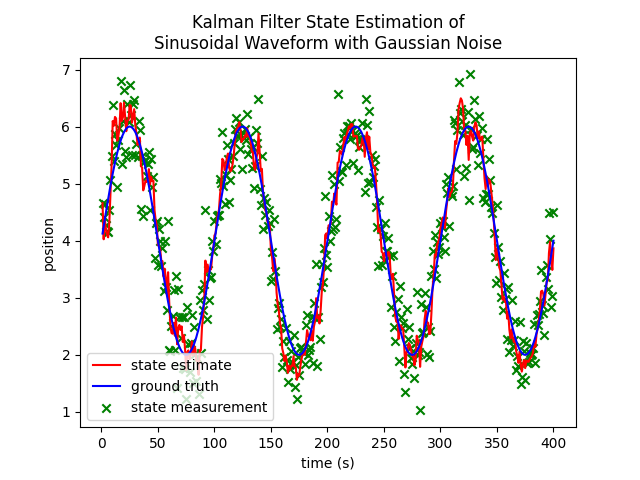 Kalman Filter State Estimation of
Sinusoidal Waveform with Gaussian Noise
7
6
5
4
3
2
1
position
state estimate
ground truth
state measurement
0 50 100 150 200 250 300 350 400
time (s)